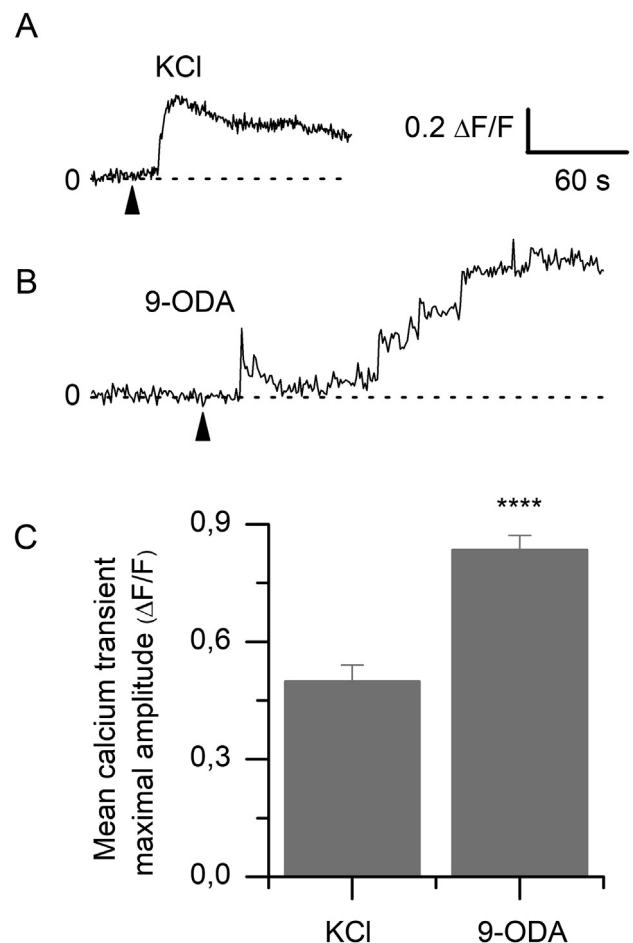 A
KCl
0.2 ΔF/F
0
60 s
B
9-ODA
0
C
****
Mean calcium transient
maximal amplitude (ΔF/F)
0,9
0,6
0,3
0,0
KCl
9-ODA